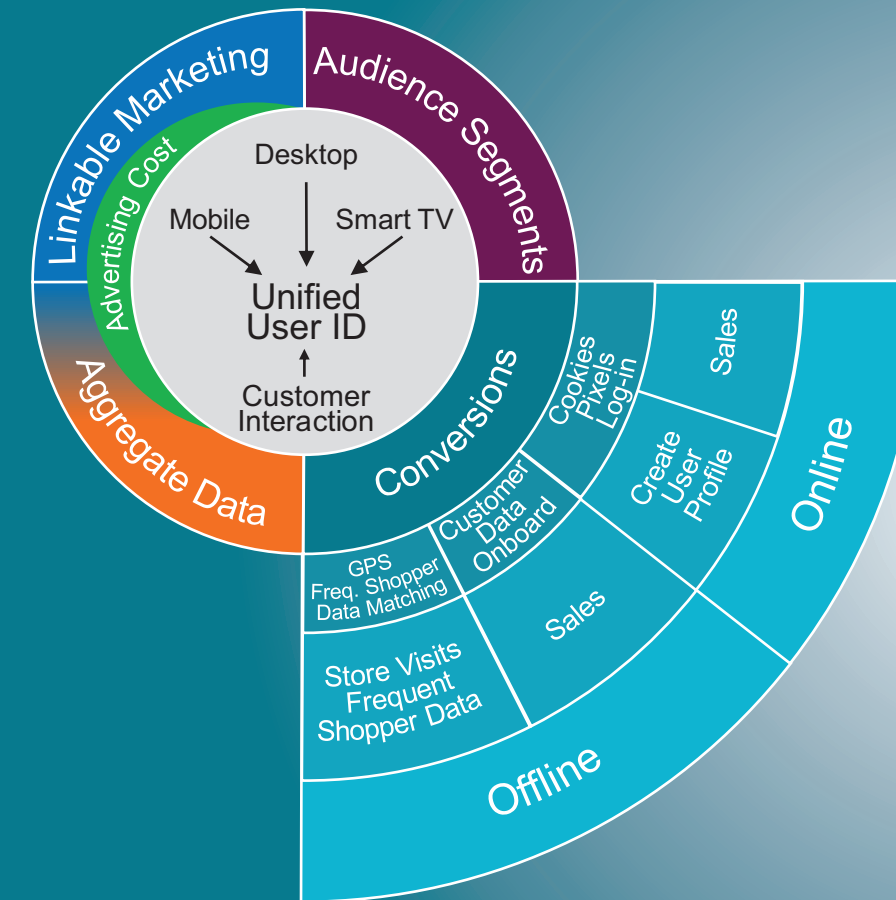 Linkable Marketing
Audience Segments
Advertising Cost
Aggregate Data
Desktop
Mobile
Smart TV
Unified
User ID
Customer
Interaction
Conversions
Cookies
Pixels
Log-in
Sales
Create
User
Profile
Online
Customer
Data
Onboard
Sales
GPS
Freq. Shopper
Data Matching
Store Visits
Frequent
Shopper Data
Offline